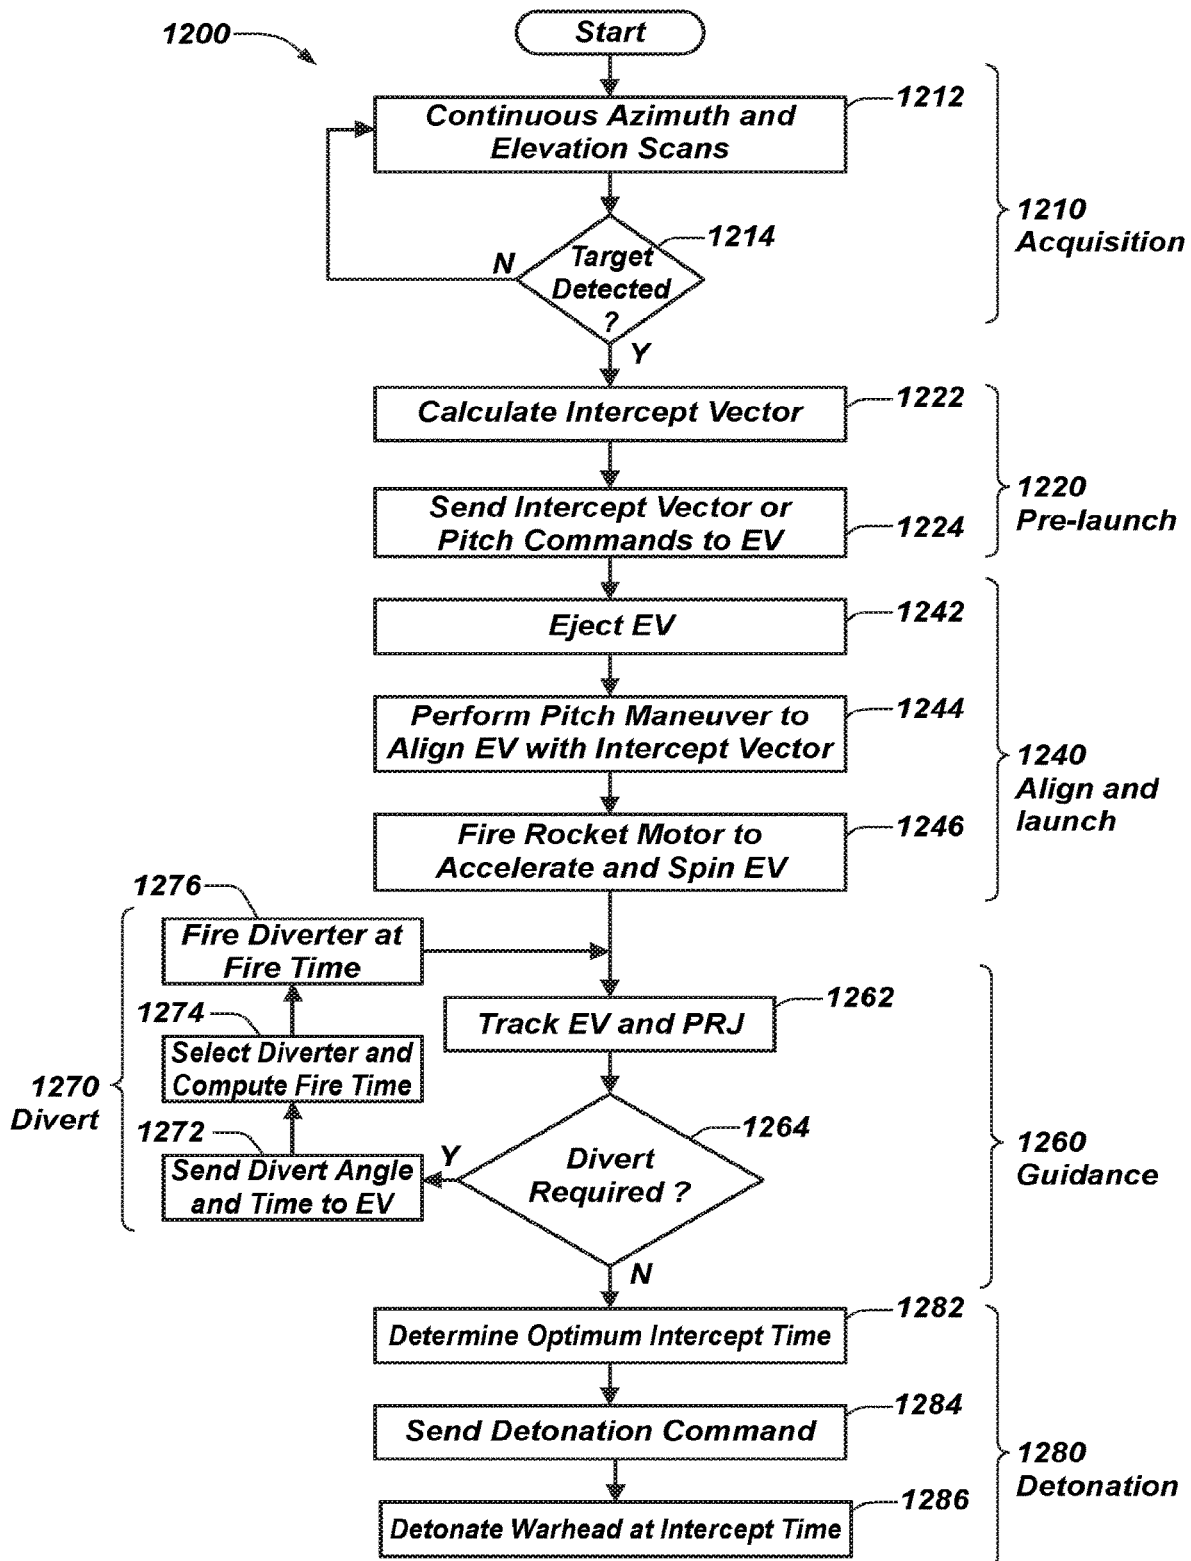 Start
1200
Continuous Azimuth and
Elevation Scans
1212
1210
Acquisition
1214
Target
Detected
?
N
Y
Calculate Intercept Vector
1222
Send Intercept Vector or
Pitch Commands to EV
1224
1220
Pre-launch
Eject EV
1242
Perform Pitch Maneuver to
Align EV with Intercept Vector
1244
Fire Rocket Motor to
Accelerate and Spin EV
1246
1240
Align and
launch
1276
Fire Diverter at
Fire Time
1274
Select Diverter and
Compute Fire Time
1272
Send Divert Angle
and Time to EV
1270
Divert
Track EV and PRJ
1262
Divert
Required ?
1264
Y
N
1260
Guidance
Determine Optimum Intercept Time
1282
Send Detonation Command
1284
Detonate Warhead at Intercept Time
1286
1280
Detonation